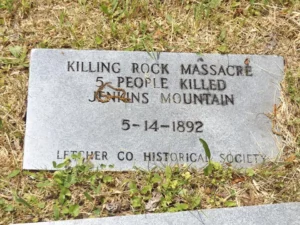 KILLING ROCK MASSACRE
5 PEOPLE KILLED
JENKINS MOUNTAIN
5-14-1892
LETCHER CO. HISTORICAL SOCIETY